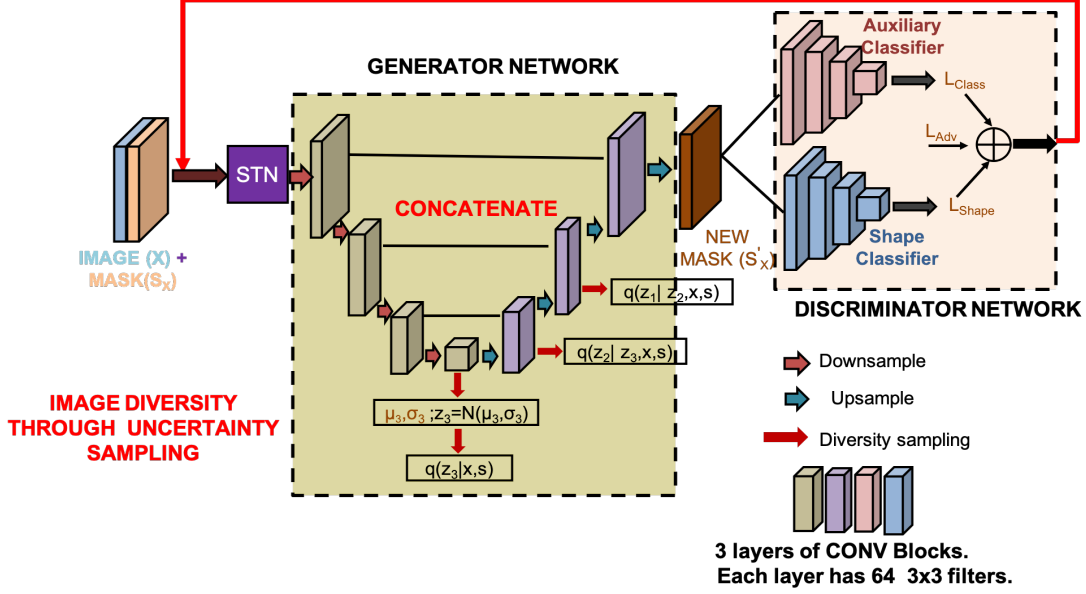 GENERATOR NETWORK
Auxiliary
Classifier
L_Class
L_Adv
L_Shape
Shape
Classifier
DISCRIMINATOR NETWORK
STN
IMAGE (X) +
MASK(S_X)
CONCATENATE
NEW
MASK (S'_X)
q(z_1| z_2,x,s)
q(z_2| z_3,x,s)
μ_3,σ_3 ;z_3=N(μ_3,σ_3)
q(z_3|x,s)
IMAGE DIVERSITY
THROUGH UNCERTAINTY
SAMPLING
Downsample
Upsample
Diversity sampling
3 layers of CONV Blocks.
Each layer has 64 3x3 filters.